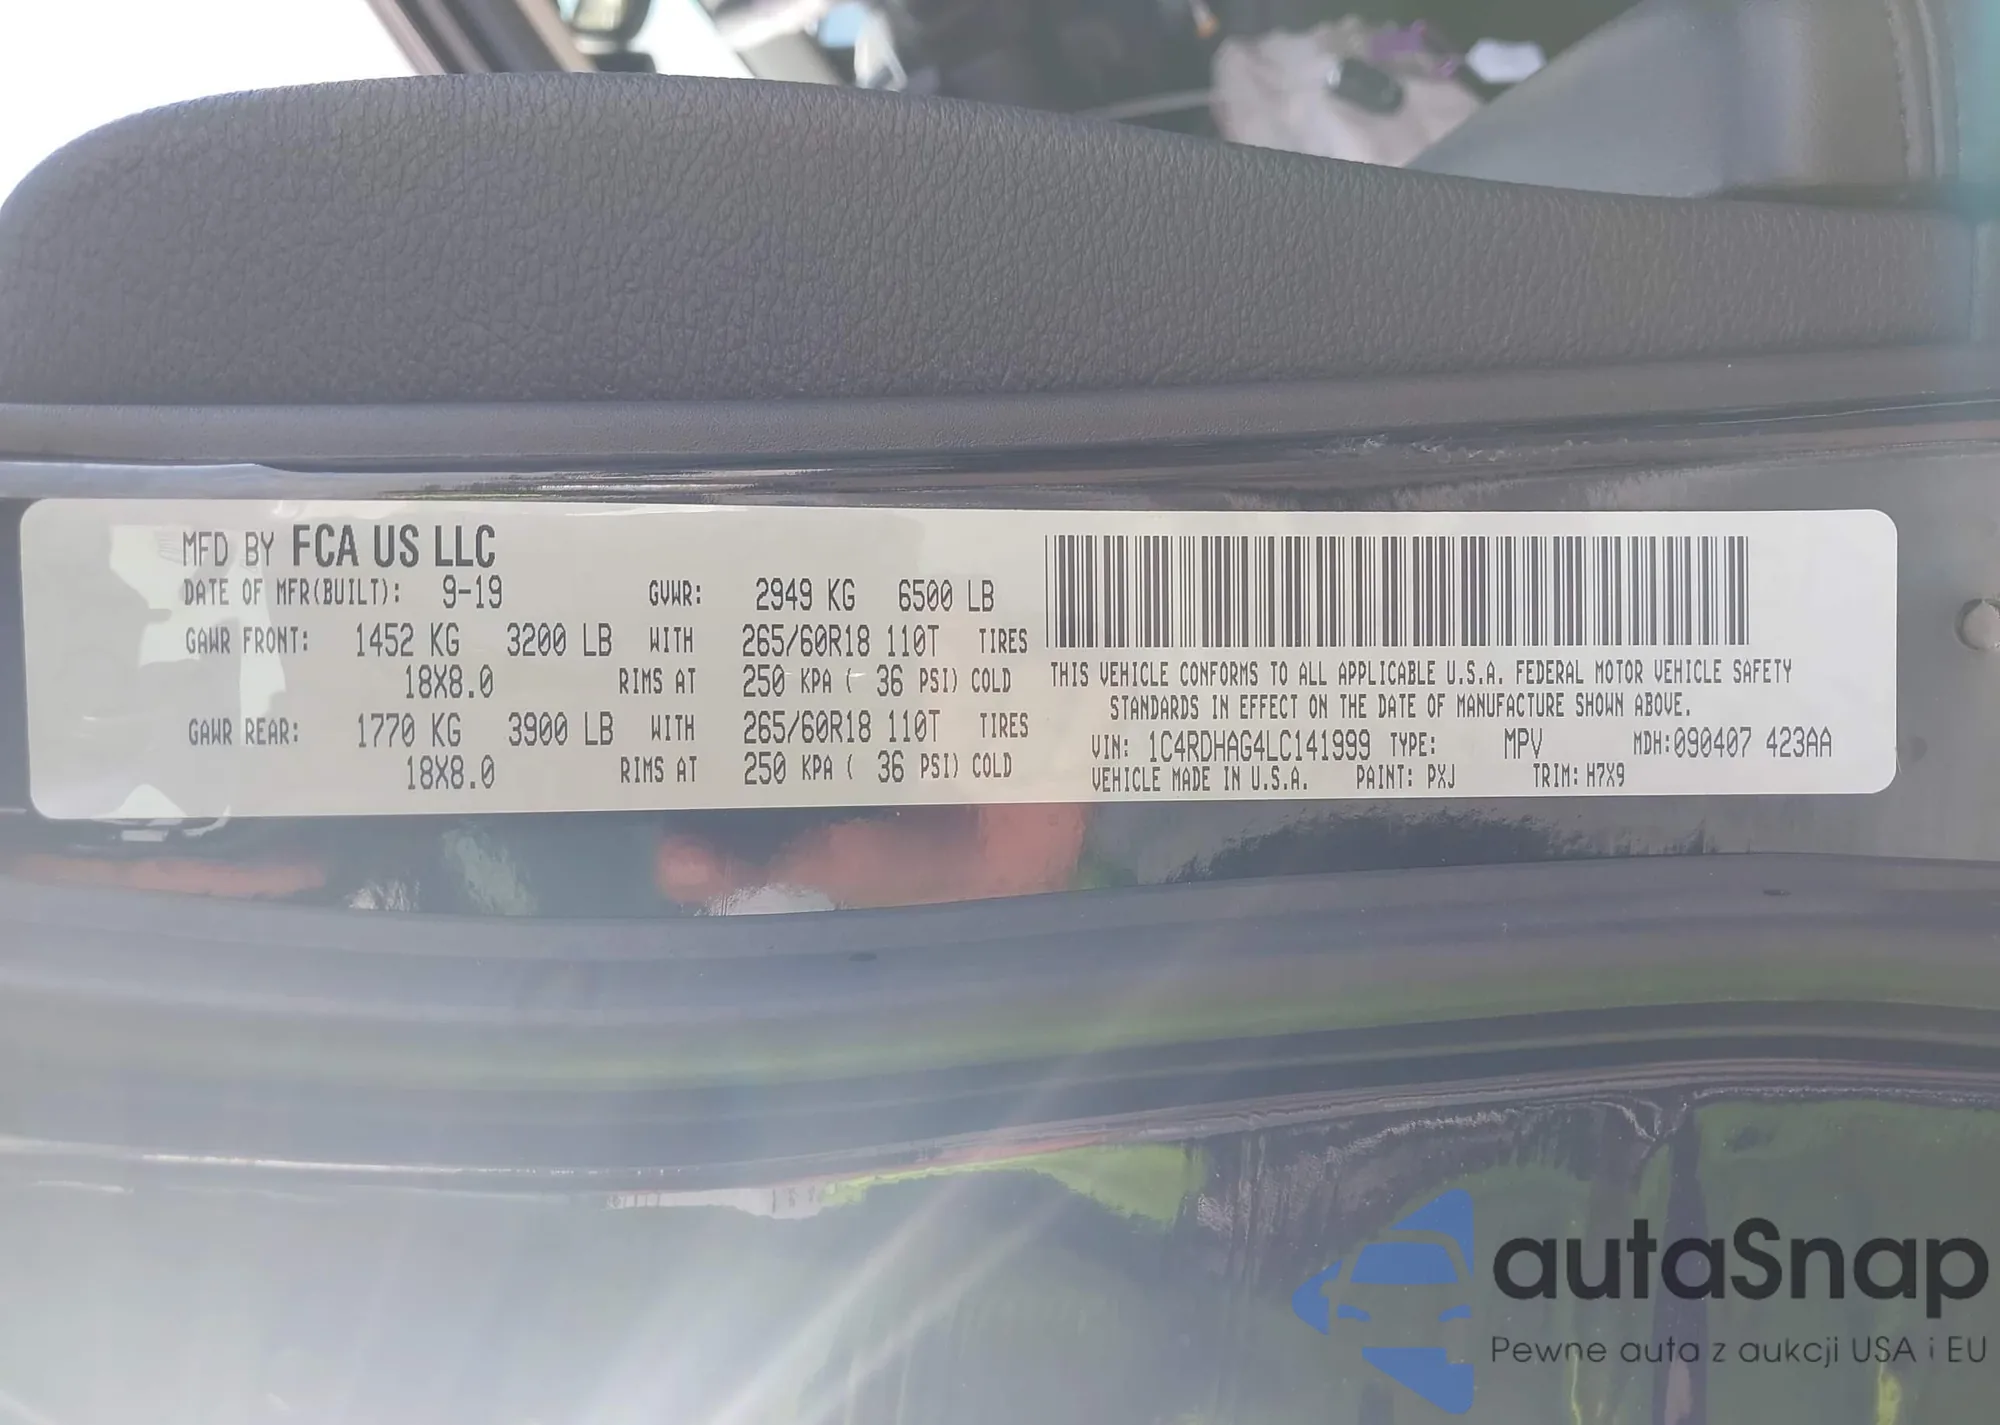 MFD BY FCA US LLC
DATE OF MFR(BUILT): 9-19 GVWR: 2949 KG 6500 LB
GAWR FRONT: 1452 KG 3200 LB WITH 265/60R18 110T TIRES
18X8.0 RIMS AT 250 KPA ( 36 PSI) COLD
GAWR REAR: 1770 KG 3900 LB WITH 265/60R18 110T TIRES
18X8.0 RIMS AT 250 KPA ( 36 PSI) COLD
THIS VEHICLE CONFORMS TO ALL APPLICABLE U.S.A. FEDERAL MOTOR VEHICLE SAFETY
STANDARDS IN EFFECT ON THE DATE OF MANUFACTURE SHOWN ABOVE.
VIN: 1C4RDHAG4LC141999 TYPE: MPV MDH:090407 423AA
VEHICLE MADE IN U.S.A. PAINT: PXJ TRIM: H7X9
autaSnap
Pewne auta z aukcji USA i EU